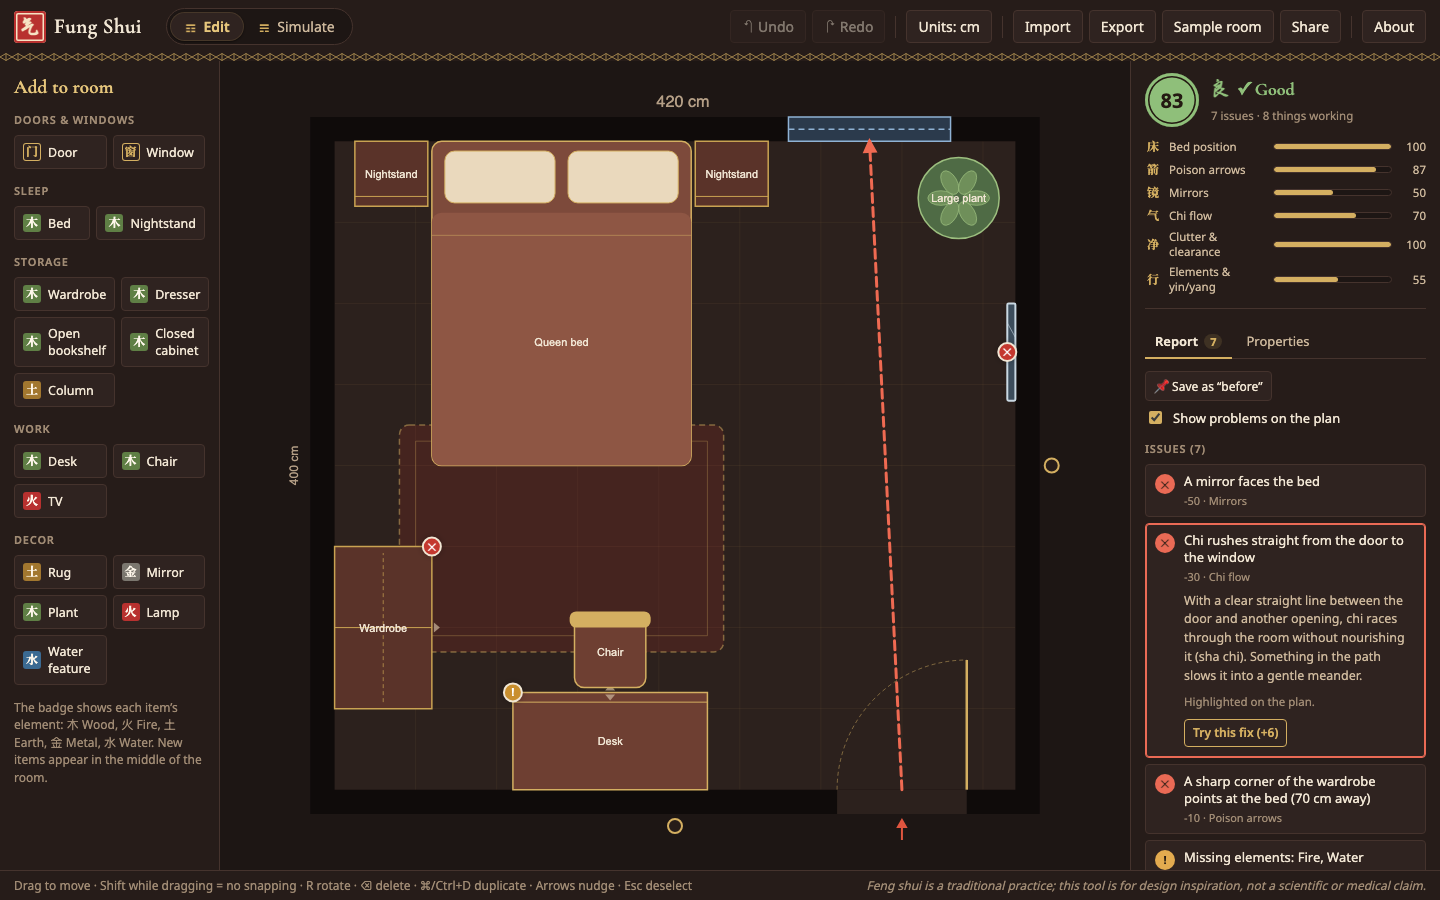 气 Fung Shui
Edit
Simulate
Undo
Redo
Units: cm
Import
Export
Sample room
Share
About
Add to room
DOORS & WINDOWS
门 Door
窗 Window
SLEEP
木 Bed
木 Nightstand
STORAGE
木 Wardrobe
木 Dresser
木 Open
bookshelf
木 Closed
cabinet
土 Column
WORK
木 Desk
木 Chair
火 TV
DECOR
土 Rug
金 Mirror
木 Plant
火 Lamp
水 Water
feature
The badge shows each item's
element: 木 Wood, 火 Fire, 土
Earth, 金 Metal, 水 Water. New
items appear in the middle of the
room.
420 cm
400 cm
Nightstand
Nightstand
Large plant
Queen bed
Wardrobe
Chair
Desk
83
良 ✓ Good
7 issues · 8 things working
床 Bed position 100
箭 Poison arrows 87
镜 Mirrors 50
气 Chi flow 70
净 Clutter &
clearance 100
行 Elements &
yin/yang 55
Report 7
Properties
📌 Save as “before”
Show problems on the plan
ISSUES (7)
A mirror faces the bed
-50 · Mirrors
Chi rushes straight from the door to
the window
-30 · Chi flow
With a clear straight line between the
door and another opening, chi races
through the room without nourishing
it (sha chi). Something in the path
slows it into a gentle meander.
Highlighted on the plan.
Try this fix (+6)
A sharp corner of the wardrobe
points at the bed (70 cm away)
-10 · Poison arrows
Missing elements: Fire, Water
Drag to move · Shift while dragging = no snapping · R rotate · ⌫ delete · ⌘/Ctrl+D duplicate · Arrows nudge · Esc deselect
Feng shui is a traditional practice; this tool is for design inspiration, not a scientific or medical claim.